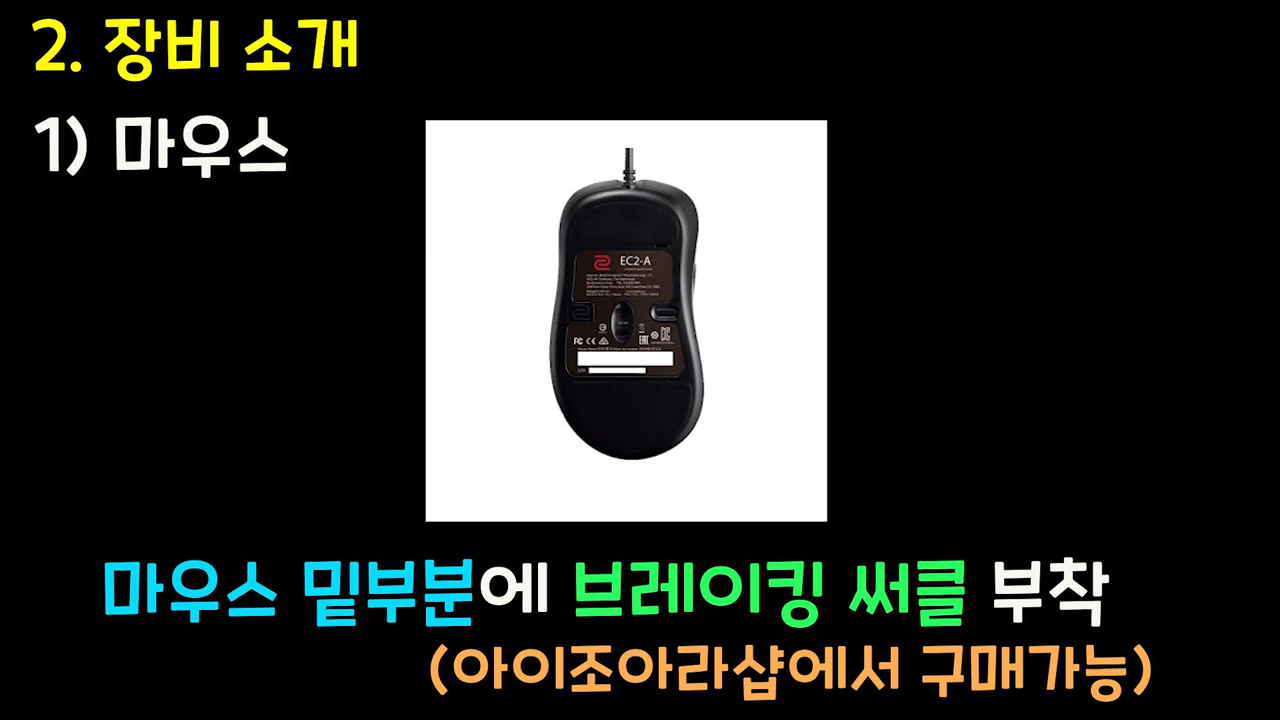 2. 장비 소개
1) 마우스
EC2-A
마우스 밑부분에 브레이킹 써클 부착
(아이조아라샵에서 구매가능)